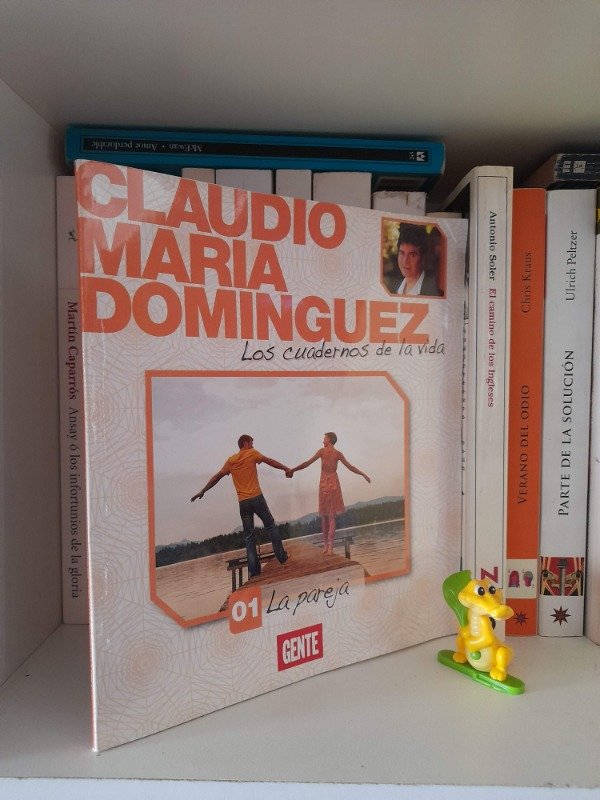 McEwan • Amor perdurable
CLAUDIO
MARIA
DOMINGUEZ
Los cuadernos de la vida
01 La pareja
GENTE
Martín Caparrós Ansay ó los infortunios de la gloria
Antonio Soler El camino de los Ingleses
Chris Kraus VERANO DEL ODIO
Ulrich Peltzer PARTE DE LA SOLUCIÓN